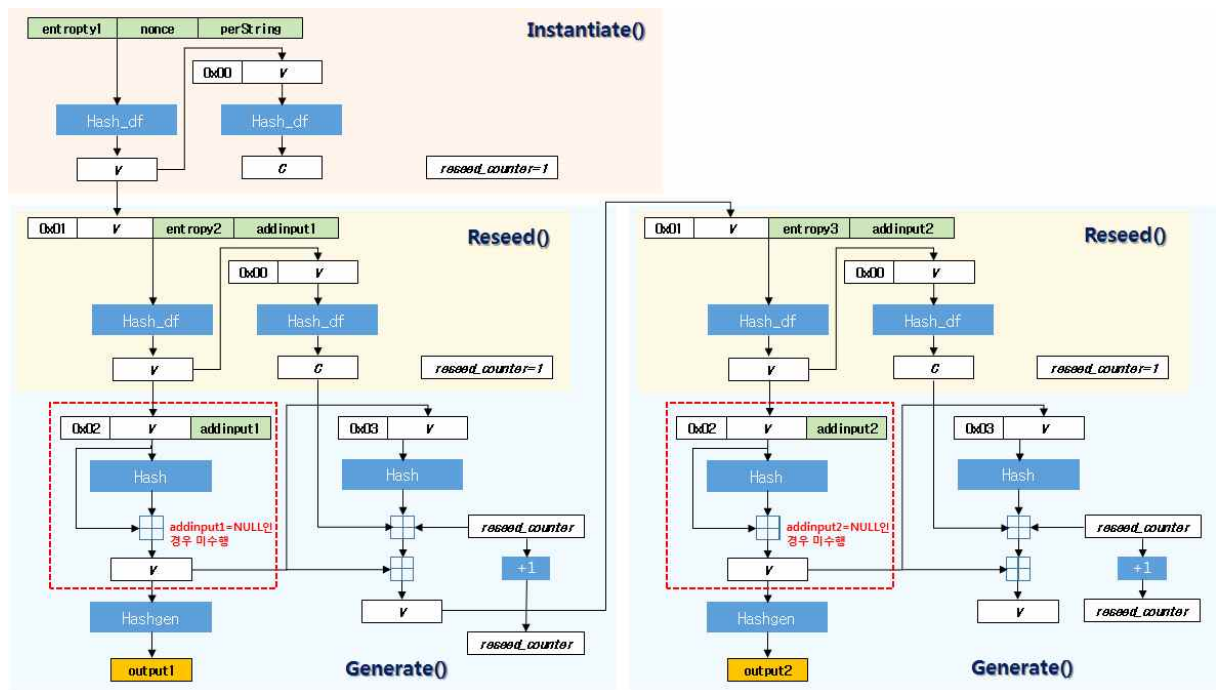 entropty1 nonce perString
Instantiate()
0x00 V
Hash_df Hash_df
V C reseed_counter=1
0x01 V entropy2 addinput1
Reseed()
0x00 V
Hash_df Hash_df
V C reseed_counter=1
0x02 V addinput1 0x03 V
Hash Hash
addinput1=NULL인
경우 미수행
reseed_counter
V +1
Hashgen V
reseed_counter
output1 Generate()
0x01 V entropy3 addinput2
Reseed()
0x00 V
Hash_df Hash_df
V C reseed_counter=1
0x02 V addinput2 0x03 V
Hash Hash
addinput2=NULL인
경우 미수행
reseed_counter
V +1
Hashgen V reseed_counter
output2 Generate()